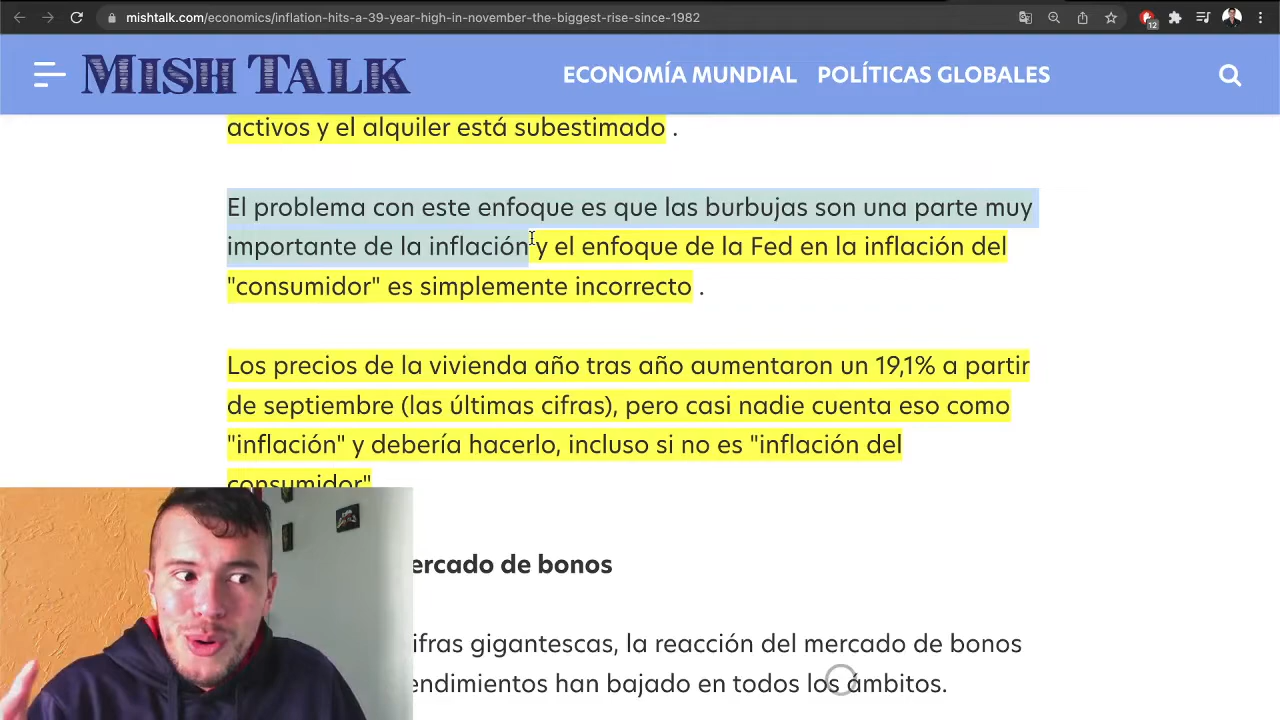 mishtalk.com/economics/inflation-hits-a-39-year-high-in-november-the-biggest-rise-since-1982
12
MISH TALK
ECONOMÍA MUNDIAL POLÍTICAS GLOBALES
activos y el alquiler está subestimado .
El problema con este enfoque es que las burbujas son una parte muy
importante de la inflación y el enfoque de la Fed en la inflación del
"consumidor" es simplemente incorrecto .
Los precios de la vivienda año tras año aumentaron un 19,1% a partir
de septiembre (las últimas cifras), pero casi nadie cuenta eso como
"inflación" y debería hacerlo, incluso si no es "inflación del
consumidor"
ercado de bonos
ifras gigantescas, la reacción del mercado de bonos
endimientos han bajado en todos los ámbitos.